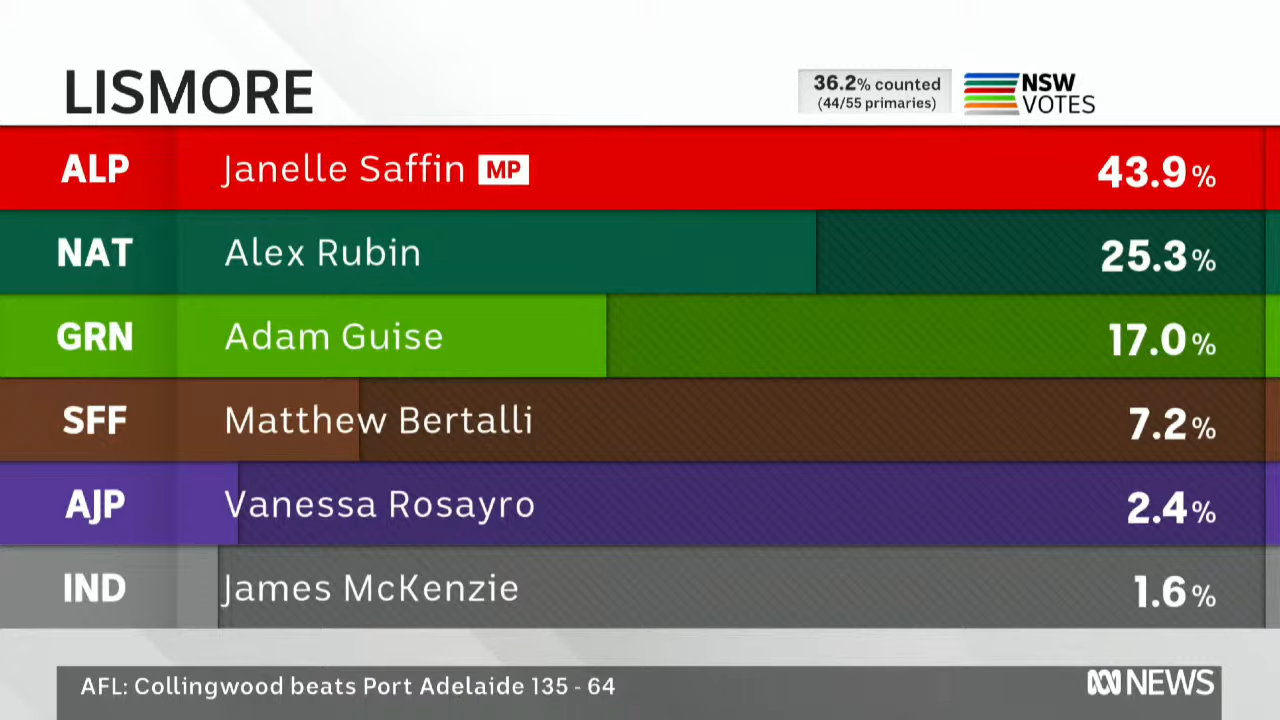 LISMORE
36.2% counted
(44/55 primaries)
NSW
VOTES
ALP Janelle Saffin MP 43.9%
NAT Alex Rubin 25.3%
GRN Adam Guise 17.0%
SFF Matthew Bertalli 7.2%
AJP Vanessa Rosayro 2.4%
IND James McKenzie 1.6%
AFL: Collingwood beats Port Adelaide 135 - 64
NEWS